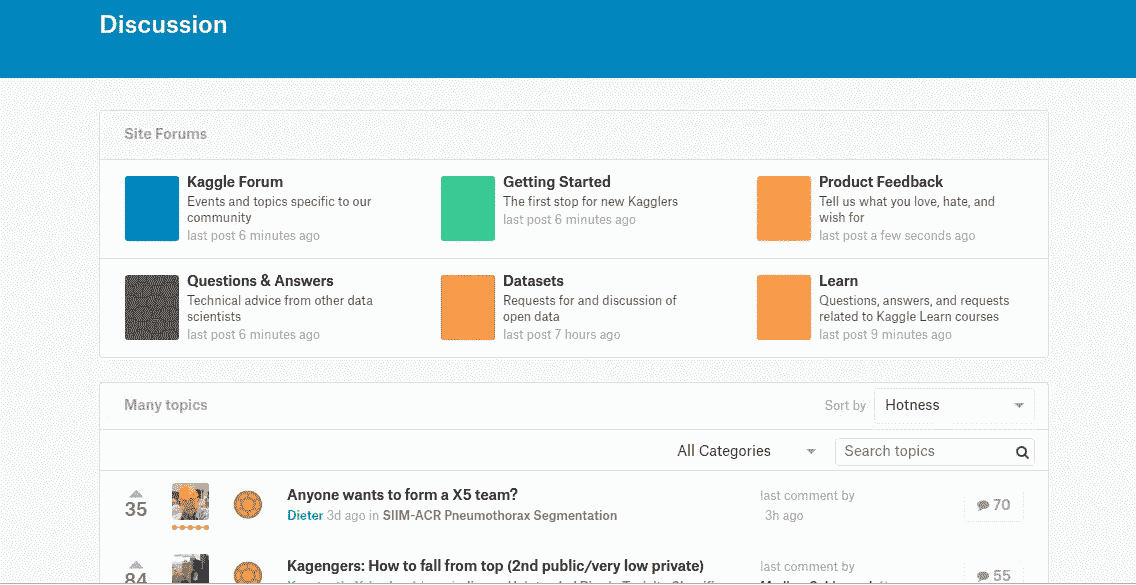 Discussion
Site Forums
Kaggle Forum
Events and topics specific to our
community
last post 6 minutes ago
Getting Started
The first stop for new Kagglers
last post 6 minutes ago
Product Feedback
Tell us what you love, hate, and
wish for
last post a few seconds ago
Questions & Answers
Technical advice from other data
scientists
last post 6 minutes ago
Datasets
Requests for and discussion of
open data
last post 7 hours ago
Learn
Questions, answers, and requests
related to Kaggle Learn courses
last post 9 minutes ago
Many topics
Sort by Hotness
All Categories
Search topics
35
Anyone wants to form a X5 team?
Dieter 3d ago in SIIM-ACR Pneumothorax Segmentation
last comment by
3h ago
70
84
Kagengers: How to fall from top (2nd public/very low private)
last comment by
55